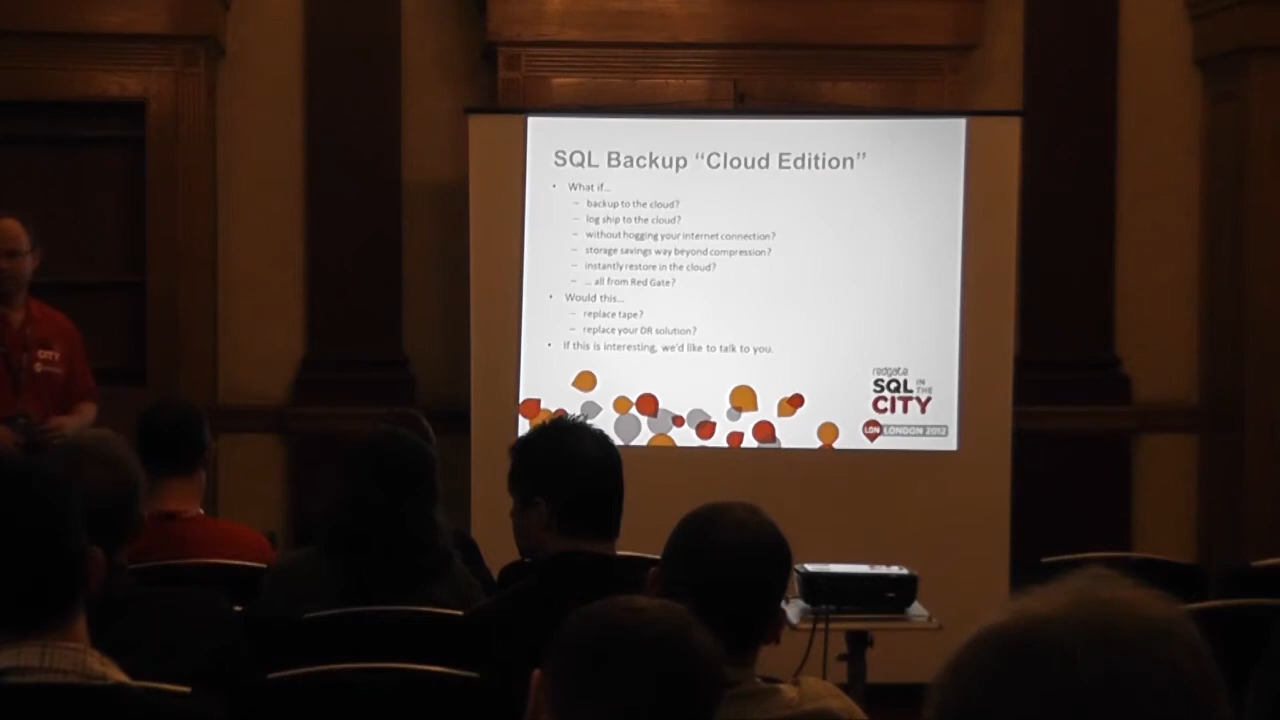 SQL Backup “Cloud Edition”
• What if...
– backup to the cloud?
– log ship to the cloud?
– without hogging your internet connection?
– storage savings way beyond compression?
– instantly restore in the cloud?
– ... all from Red Gate?
• Would this...
– replace tape?
– replace your DR solution?
• If this is interesting, we'd like to talk to you.
redgate
SQL IN THE
CITY
LDN LONDON 2012
CITY